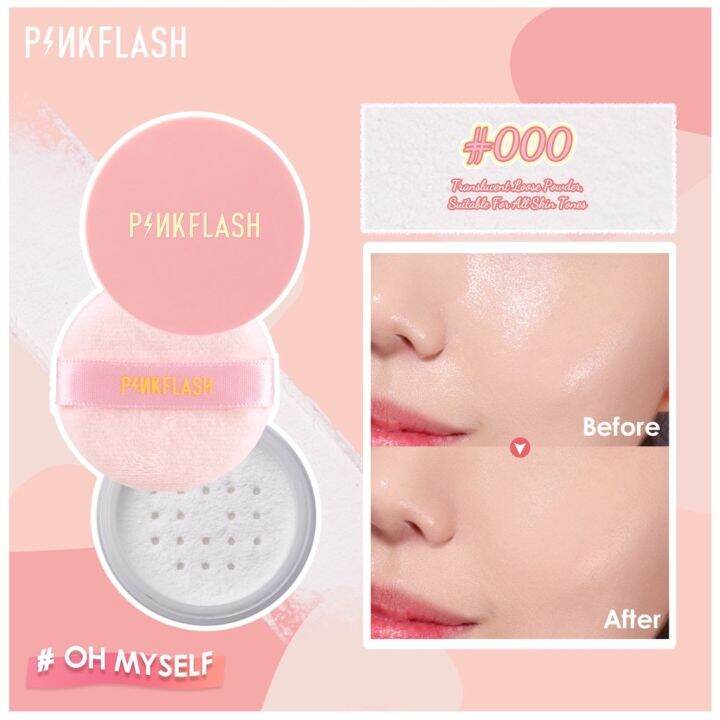 PINKFLASH
#000
Translucent Loose Powder,
Suitable For All Skin Tones
PINKFLASH
PINKFLASH
Before
After
# OH MYSELF